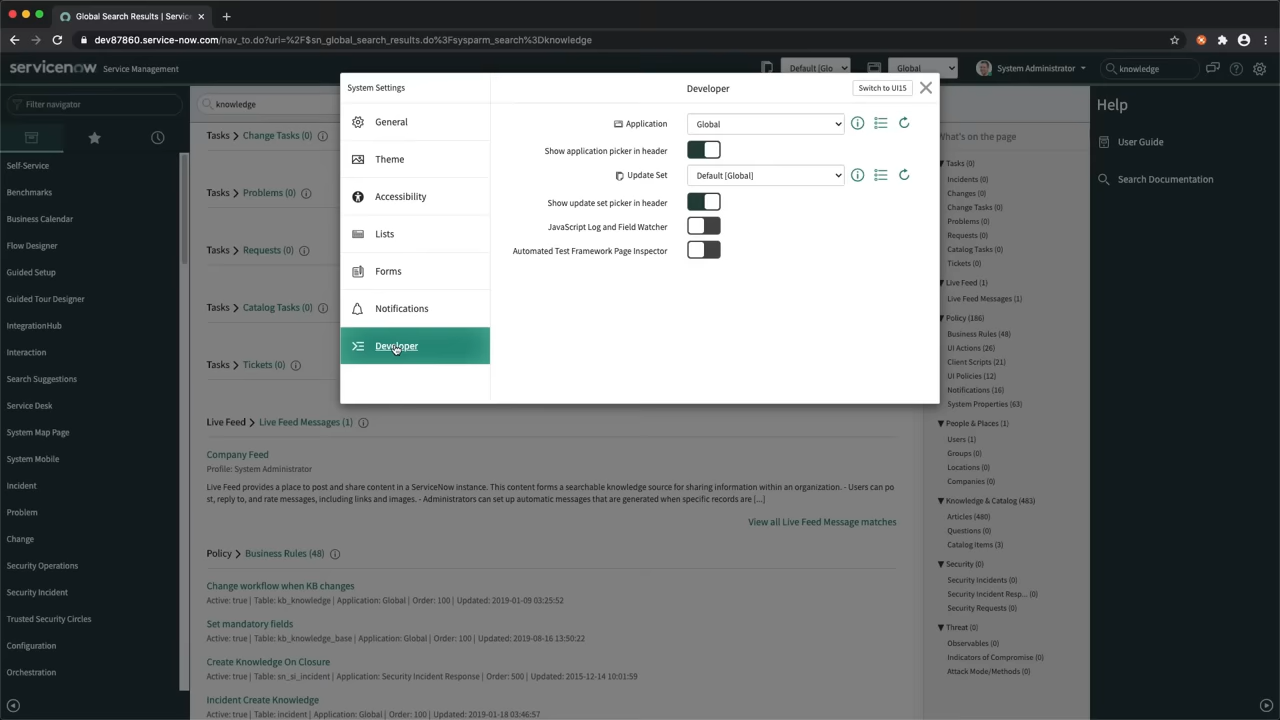 Global Search Results | Servic
dev87860.service-now.com/nav_to.do?uri=%2F$sn_global_search_results.do%3Fsysparm_search%3Dknowledge
servicenow Service Management
Default [Glo
Global
System Administrator
knowledge
Filter navigator
Self-Service
Benchmarks
Business Calendar
Flow Designer
Guided Setup
Guided Tour Designer
IntegrationHub
Interaction
Search Suggestions
Service Desk
System Map Page
System Mobile
Incident
Problem
Change
Security Operations
Security Incident
Trusted Security Circles
Configuration
Orchestration
knowledge
Tasks > Change Tasks (0)
Tasks > Problems (0)
Tasks > Requests (0)
Tasks > Catalog Tasks (0)
Tasks > Tickets (0)
Live Feed > Live Feed Messages (1)
Company Feed
Profile: System Administrator
Live Feed provides a place to post and share content in a ServiceNow instance. This content forms a searchable knowledge source for sharing information within an organization. - Users can po
st, reply to, and rate messages, including links and images. - Administrators can set up automatic messages that are generated when specific records are [...]
View all Live Feed Message matches
Policy > Business Rules (48)
Change workflow when KB changes
Active: true | Table: kb_knowledge | Application: Global | Order: 100 | Updated: 2019-01-09 03:25:52
Set mandatory fields
Active: true | Table: kb_knowledge_base | Application: Global | Order: 100 | Updated: 2019-08-16 13:50:22
Create Knowledge On Closure
Active: true | Table: sn_si_incident | Application: Security Incident Response | Order: 500 | Updated: 2015-12-14 10:01:59
Incident Create Knowledge
Active: true | Table: incident | Application: Global | Order: 100 | Updated: 2019-01-18 03:46:57
System Settings
General
Theme
Accessibility
Lists
Forms
Notifications
Developer
Developer
Switch to UI15
Application
Global
Show application picker in header
Update Set
Default [Global]
Show update set picker in header
JavaScript Log and Field Watcher
Automated Test Framework Page Inspector
What's on the page
Tasks (0)
Incidents (0)
Changes (0)
Change Tasks (0)
Problems (0)
Requests (0)
Catalog Tasks (0)
Tickets (0)
Live Feed (1)
Live Feed Messages (1)
Policy (186)
Business Rules (48)
UI Actions (26)
Client Scripts (21)
UI Policies (12)
Notifications (16)
System Properties (63)
People & Places (1)
Users (1)
Groups (0)
Locations (0)
Companies (0)
Knowledge & Catalog (483)
Articles (480)
Questions (0)
Catalog Items (3)
Security (0)
Security Incidents (0)
Security Incident Resp... (0)
Security Requests (0)
Threat (0)
Observables (0)
Indicators of Compromise (0)
Attack Mode/Methods (0)
Help
User Guide
Search Documentation